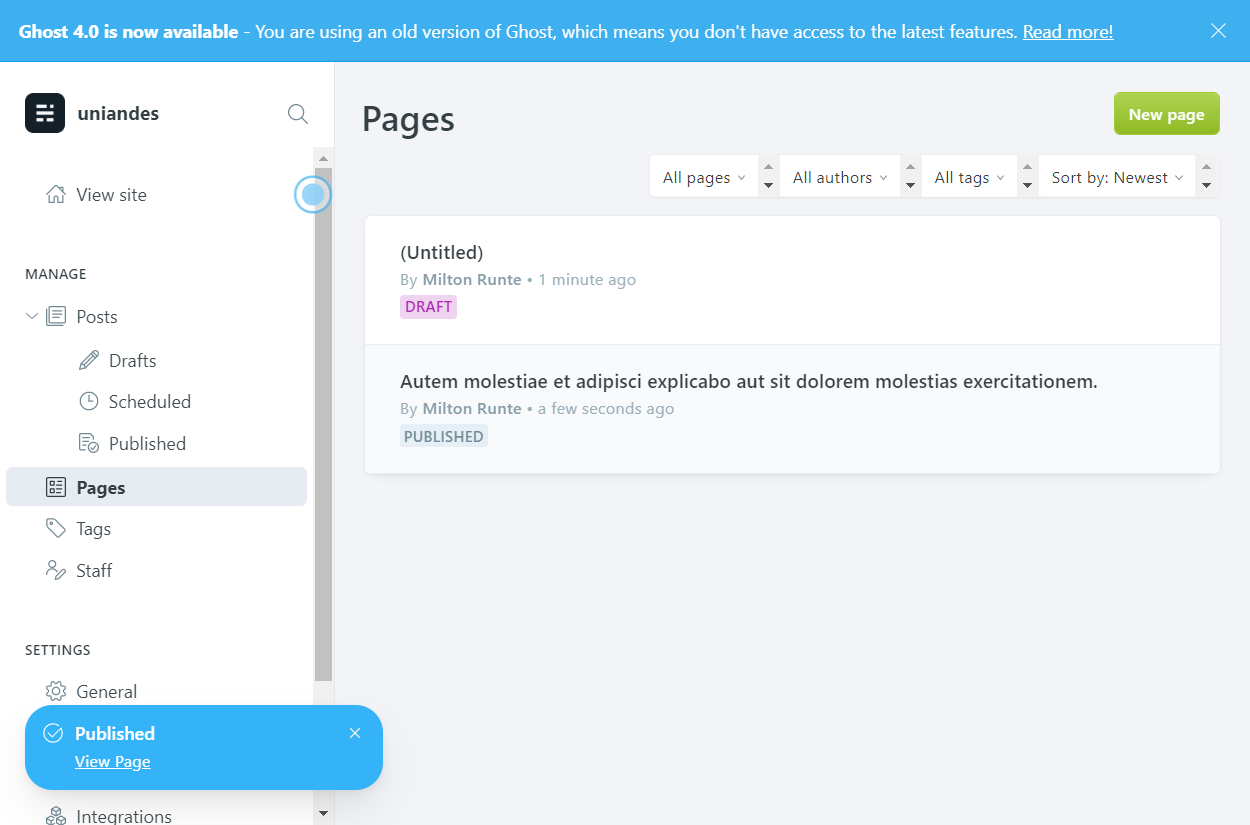 Ghost 4.0 is now available - You are using an old version of Ghost, which means you don't have access to the latest features. Read more!
uniandes
View site
MANAGE
Posts
Drafts
Scheduled
Published
Pages
Tags
Staff
SETTINGS
General
Published
View Page
Integrations
Pages
New page
All pages
All authors
All tags
Sort by: Newest
(Untitled)
By Milton Runte • 1 minute ago
DRAFT
Autem molestiae et adipisci explicabo aut sit dolorem molestias exercitationem.
By Milton Runte • a few seconds ago
PUBLISHED